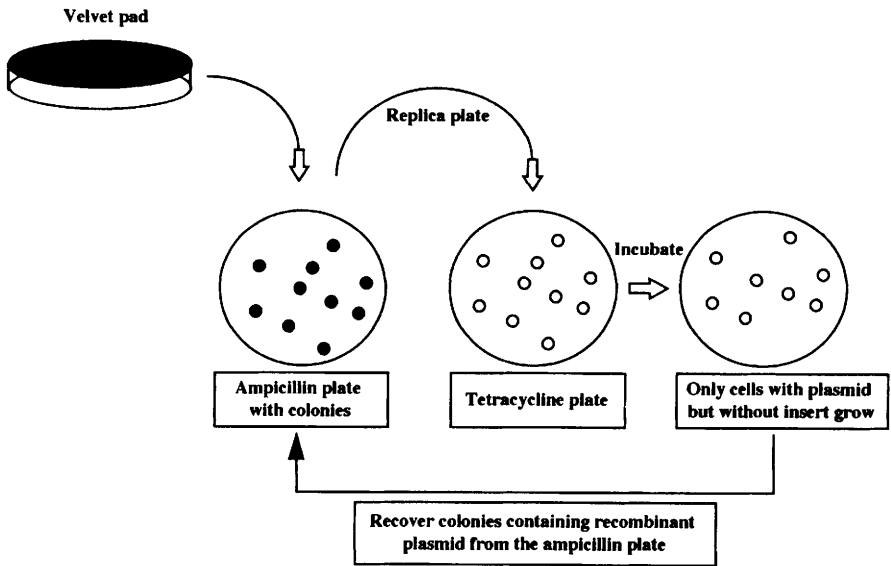 Velvet pad
Replica plate
Incubate
Ampicillin plate
with colonies
Tetracycline plate
Only cells with plasmid
but without insert grow
Recover colonies containing recombinant
plasmid from the ampicillin plate